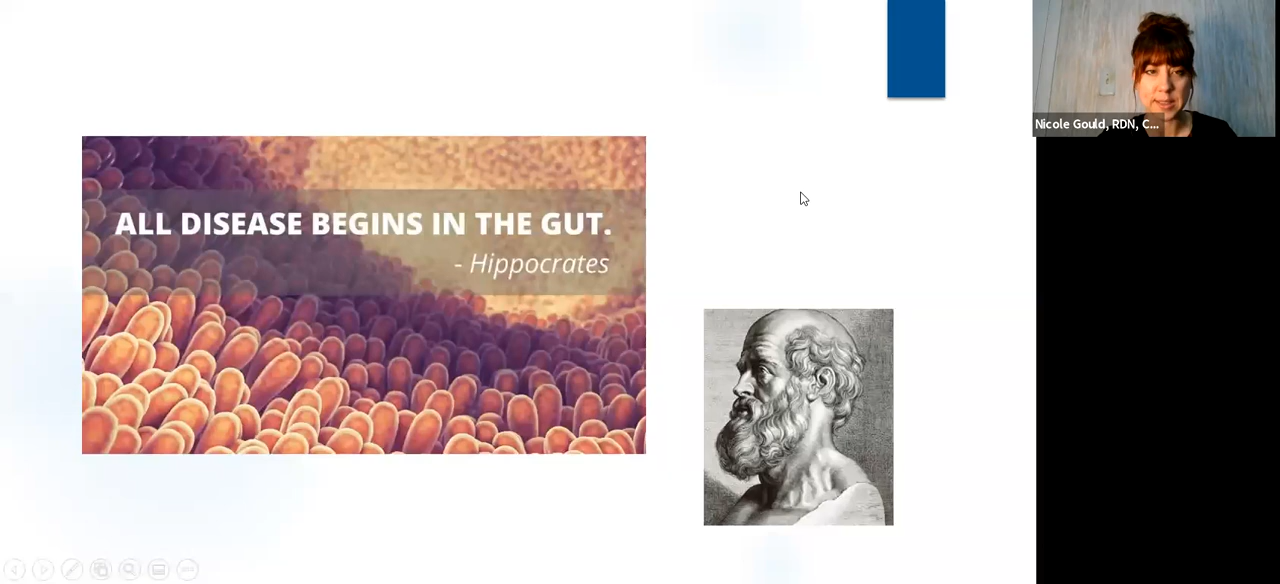 ALL DISEASE BEGINS IN THE GUT.
- Hippocrates
Nicole Gould, RDN, C...